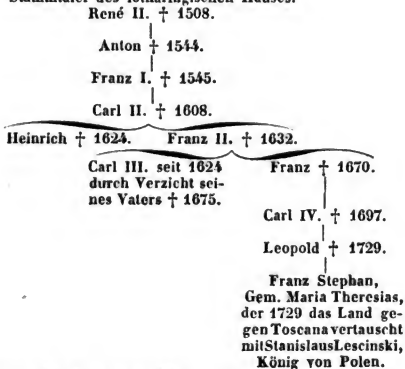 Stammtafel des lotharingischen Hauses.
René II. † 1508.
Anton † 1544.
Franz I. † 1545.
Carl II. † 1608.
Heinrich † 1624. Franz II. † 1632.
Carl III. seit 1624
durch Verzicht sei-
nes Vaters † 1675.
Franz † 1670.
Carl IV. † 1697.
Leopold † 1729.
Franz Stephan,
Gem. Maria Theresias,
der 1729 das Land ge-
gen Toscana vertauscht
mit Stanislaus Lescinski,
König von Polen.